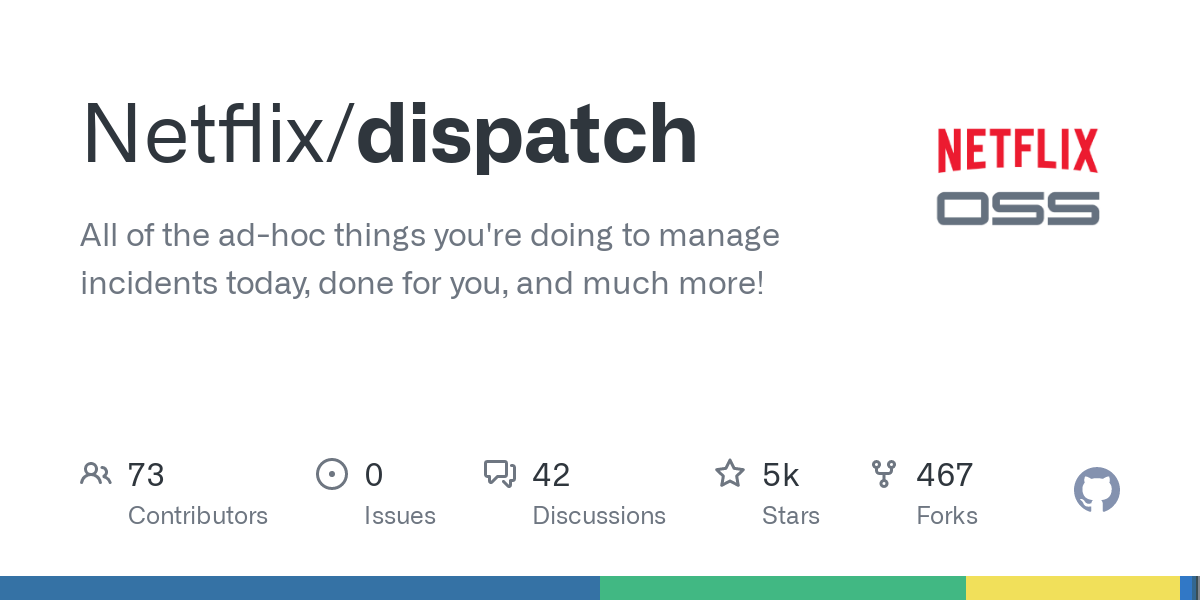 Netflix/dispatch
NETFLIX
OSS
All of the ad-hoc things you're doing to manage
incidents today, done for you, and much more!
73
Contributors
0
Issues
42
Discussions
5k
Stars
467
Forks